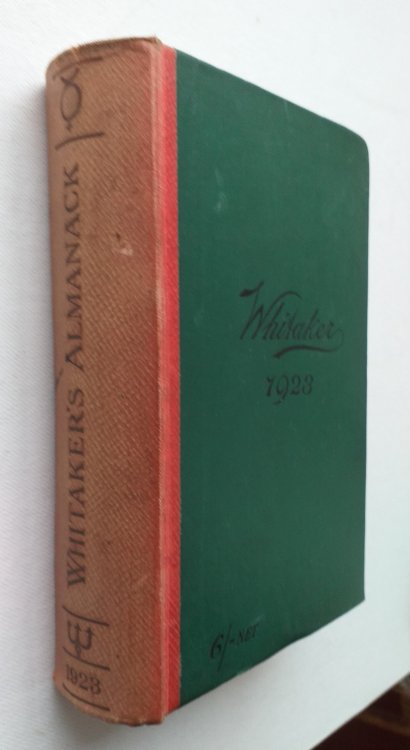 WHITAKER'S ALMANACK
1923
Whitaker
1923
6/- NET